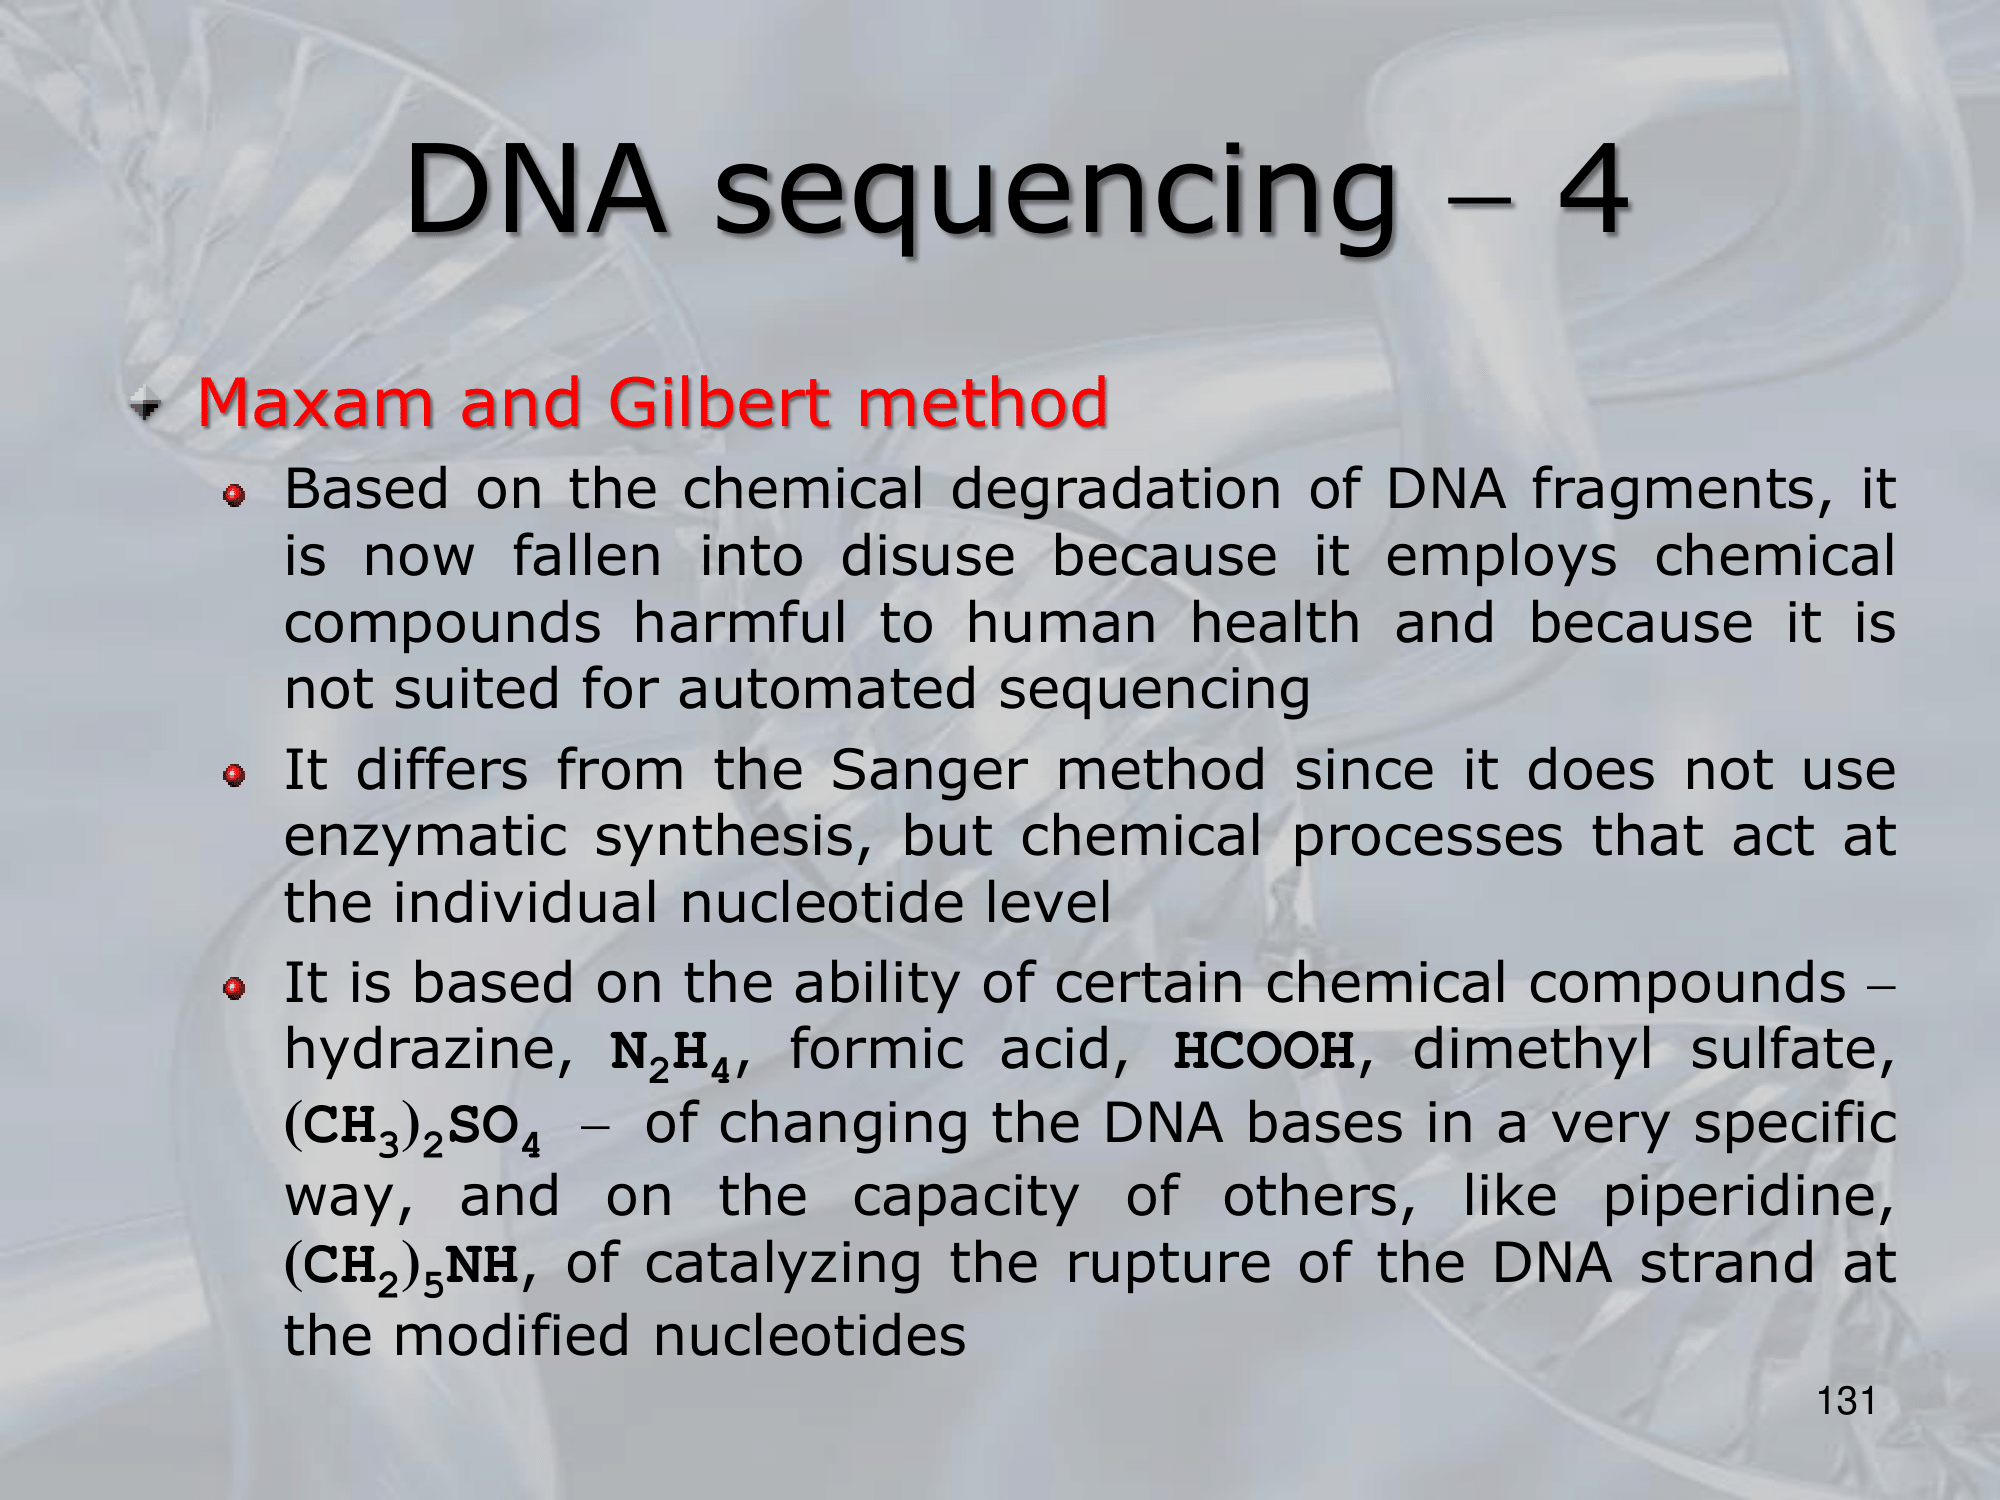 DNA sequencing – 4
Maxam and Gilbert method
Based on the chemical degradation of DNA fragments, it
is now fallen into disuse because it employs chemical
compounds harmful to human health and because it is
not suited for automated sequencing
It differs from the Sanger method since it does not use
enzymatic synthesis, but chemical processes that act at
the individual nucleotide level
It is based on the ability of certain chemical compounds –
hydrazine, N₂H₄, formic acid, HCOOH, dimethyl sulfate,
(CH₃)₂SO₄ – of changing the DNA bases in a very specific
way, and on the capacity of others, like piperidine,
(CH₂)₅NH, of catalyzing the rupture of the DNA strand at
the modified nucleotides
131